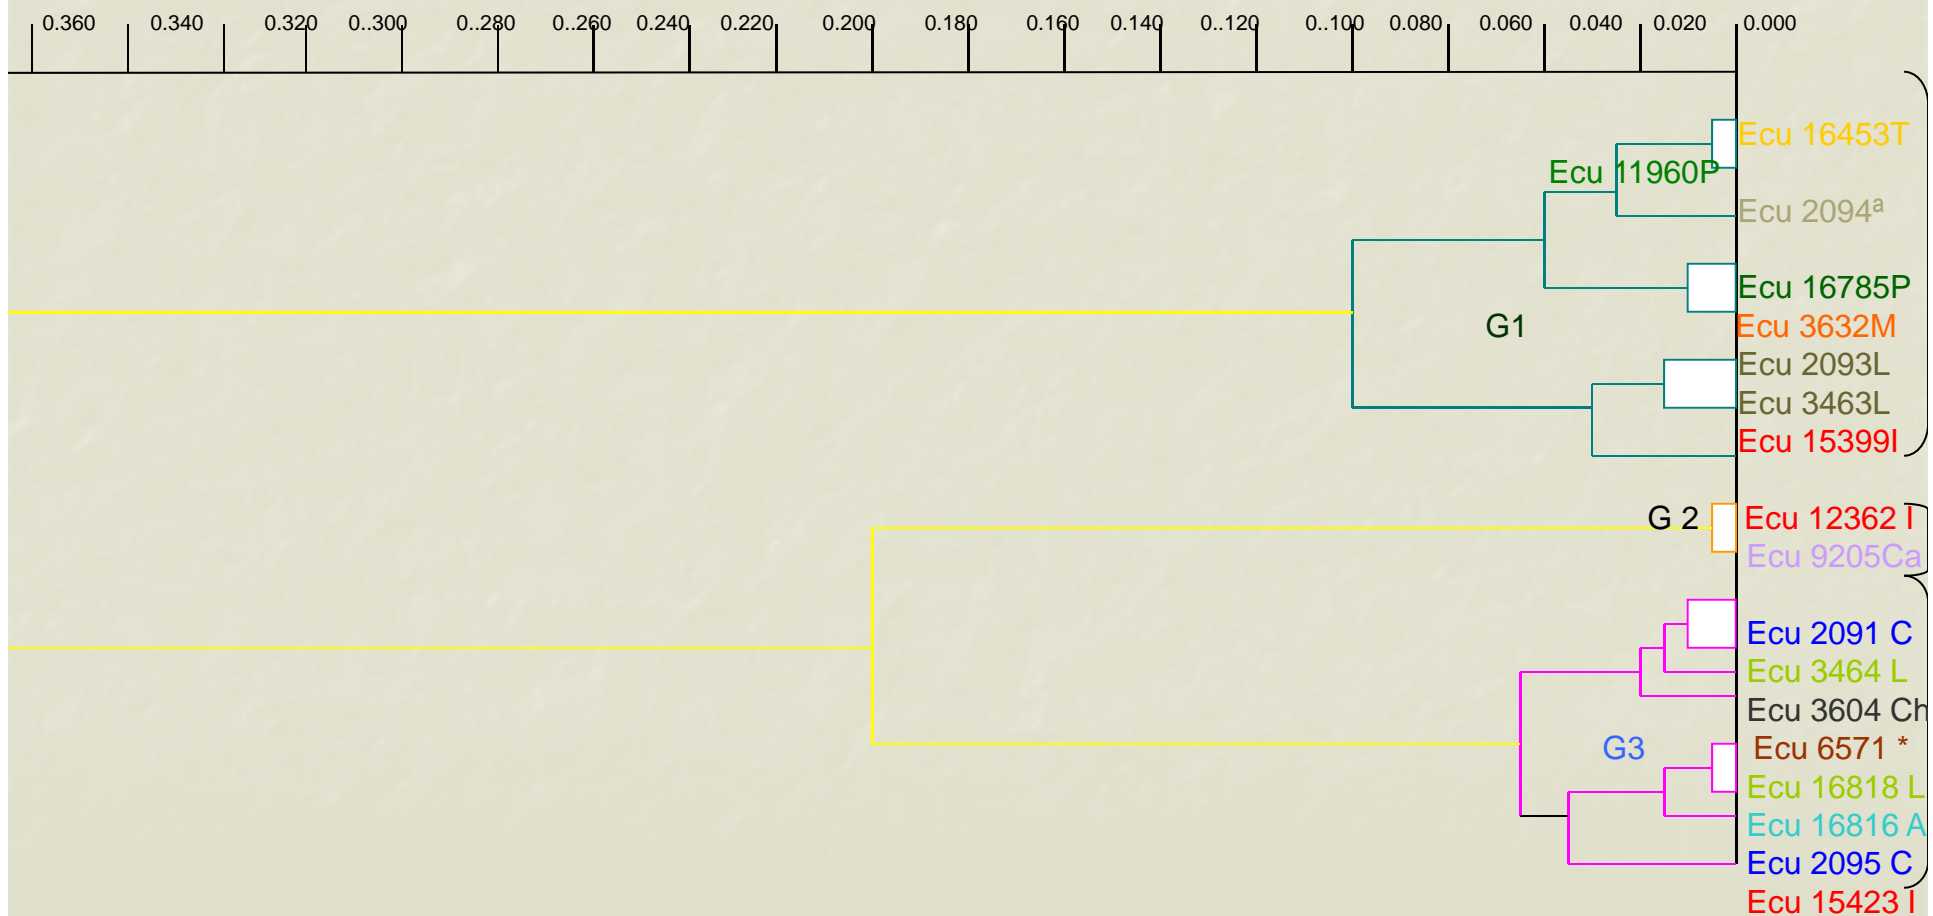 0.360 0.340 0.320 0..300 0..280 0..260 0.240 0.220 0.200 0.180 0.160 0.140 0..120 0..100 0.080 0.060 0.040 0.020 0.000
Ecu 16453T
Ecu 11960P
Ecu 2094ª
Ecu 16785P
G1
Ecu 3632M
Ecu 2093L
Ecu 3463L
Ecu 15399I
G 2
Ecu 12362 I
Ecu 9205Ca
Ecu 2091 C
Ecu 3464 L
Ecu 3604 Ch
G3
Ecu 6571 *
Ecu 16818 L
Ecu 16816 A
Ecu 2095 C
Ecu 15423 I